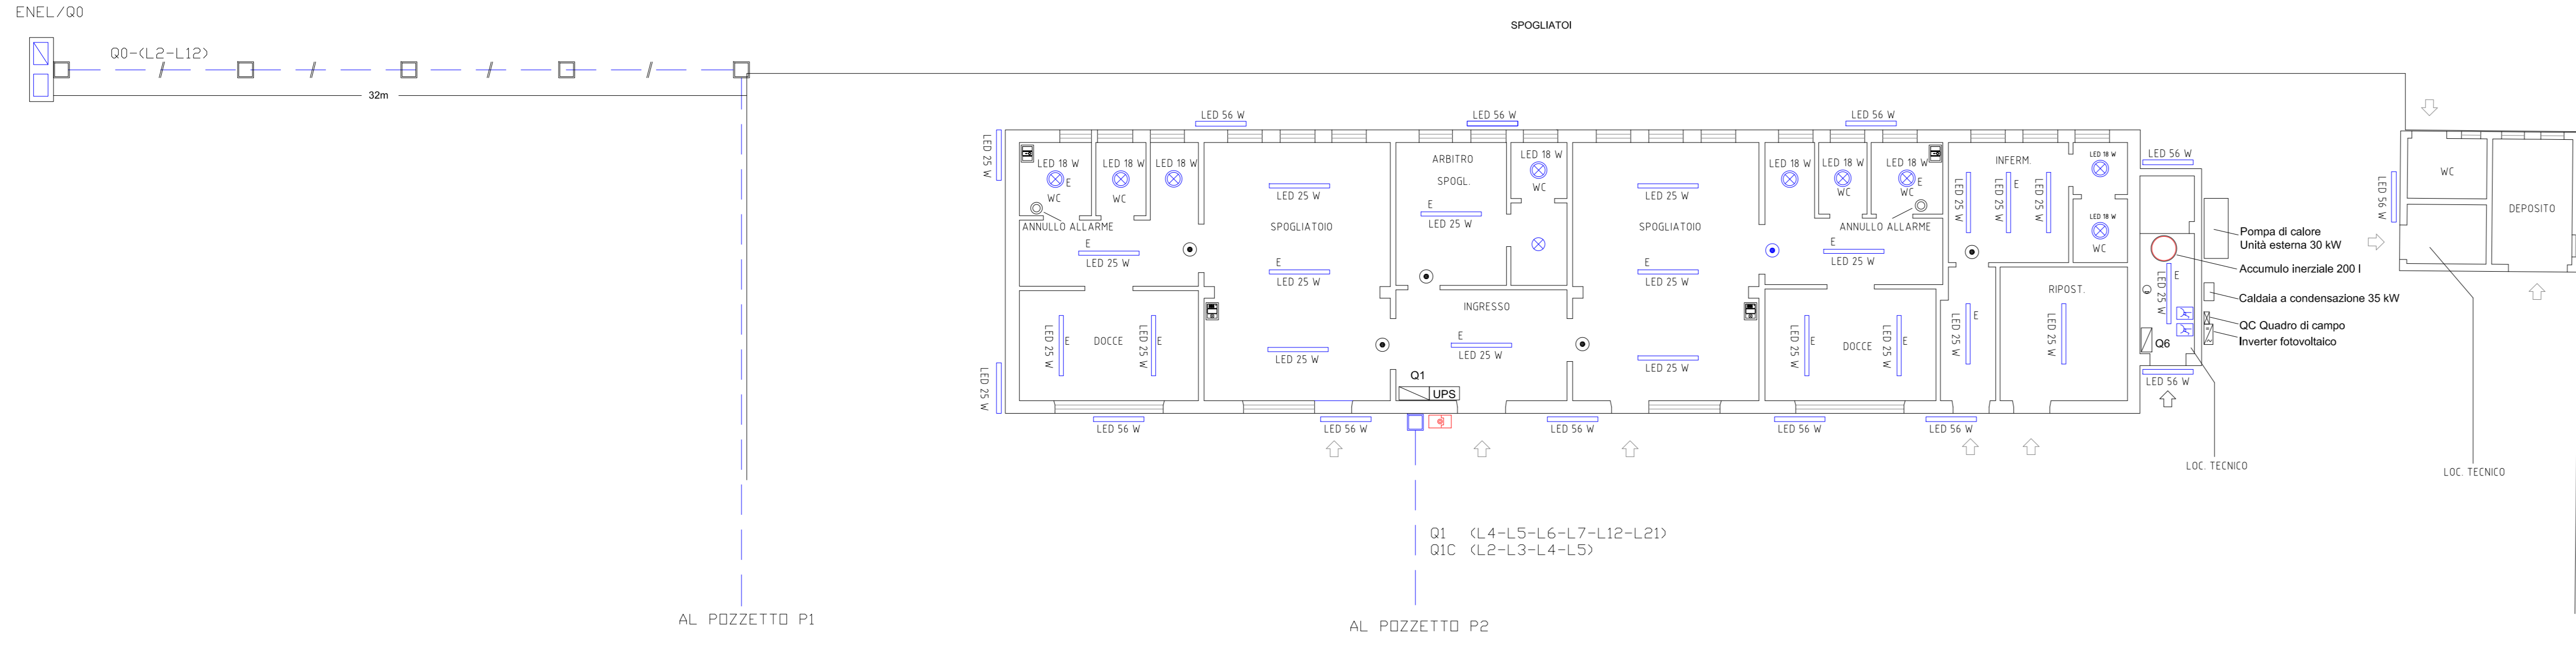 ENEL/Q0
SPOGLIATOI
Q0-(L2-L12)
32m
LED 56 W
LED 56 W
LED 56 W
LED 25 W
LED 18 W
LED 18 W
LED 18 W
E
WC
WC
ANNULLO ALLARME
E
LED 25 W
LED 25 W
SPOGLIATOIO
E
LED 25 W
LED 25 W
ARBITRO
SPOGL.
E
LED 25 W
LED 18 W
WC
INGRESSO
E
LED 25 W
LED 25 W
SPOGLIATOIO
E
LED 25 W
LED 25 W
LED 18 W
LED 18 W
LED 18 W
E
WC
WC
ANNULLO ALLARME
E
LED 25 W
INFERM.
LED 25 W
LED 25 W
E
LED 25 W
LED 18 W
LED 18 W
WC
LED 56 W
LED 25 W
LED 25 W
E
DOCCE
LED 25 W
E
Q1
UPS
LED 25 W
E
DOCCE
LED 25 W
E
LED 25 W
E
RIPOST.
LED 25 W
LED 25 W
E
Q6
LED 56 W
Pompa di calore
Unità esterna 30 kW
Accumulo inerziale 200 l
Caldaia a condensazione 35 kW
QC Quadro di campo
Inverter fotovoltaico
LED 56 W
WC
DEPOSITO
LED 56 W
LED 56 W
LED 56 W
LED 56 W
LED 56 W
LOC. TECNICO
LOC. TECNICO
Q1 (L4-L5-L6-L7-L12-L21)
Q1C (L2-L3-L4-L5)
AL POZZETTO P1
AL POZZETTO P2